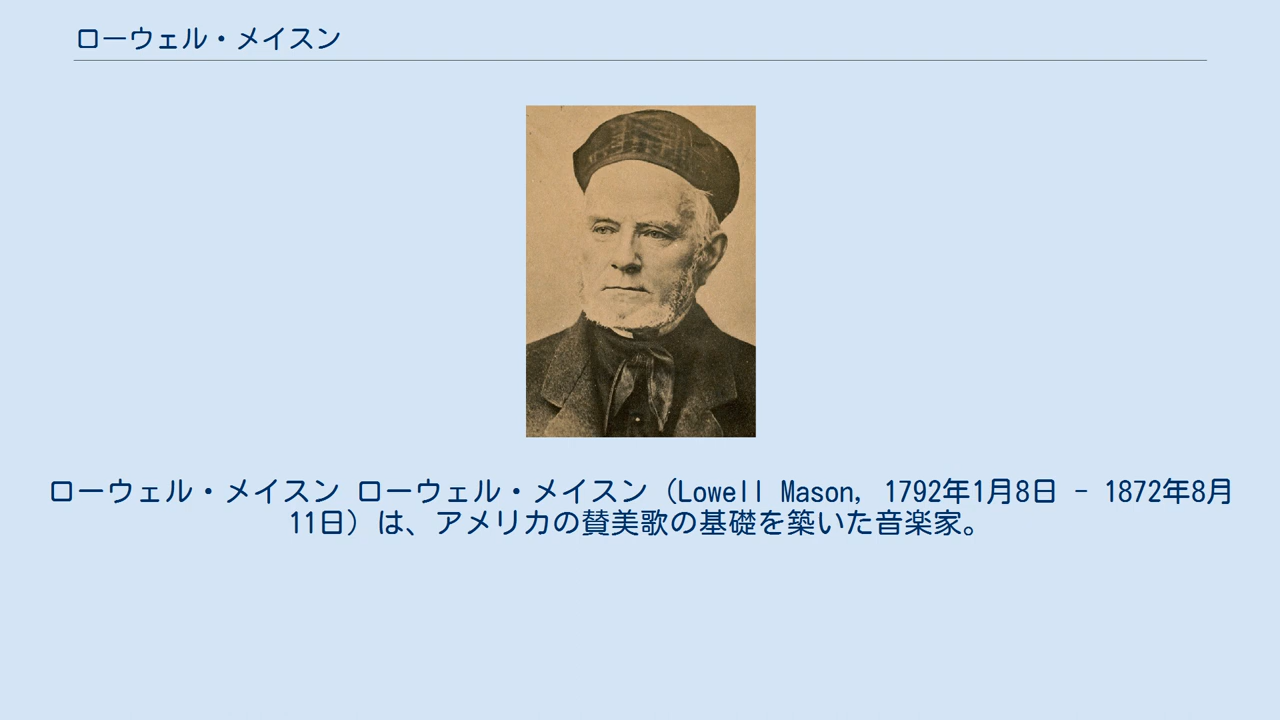 ローウェル・メイスン
ローウェル・メイスン ローウェル・メイスン（Lowell Mason, 1792年1月8日 - 1872年8月
11日）は、アメリカの賛美歌の基礎を築いた音楽家。